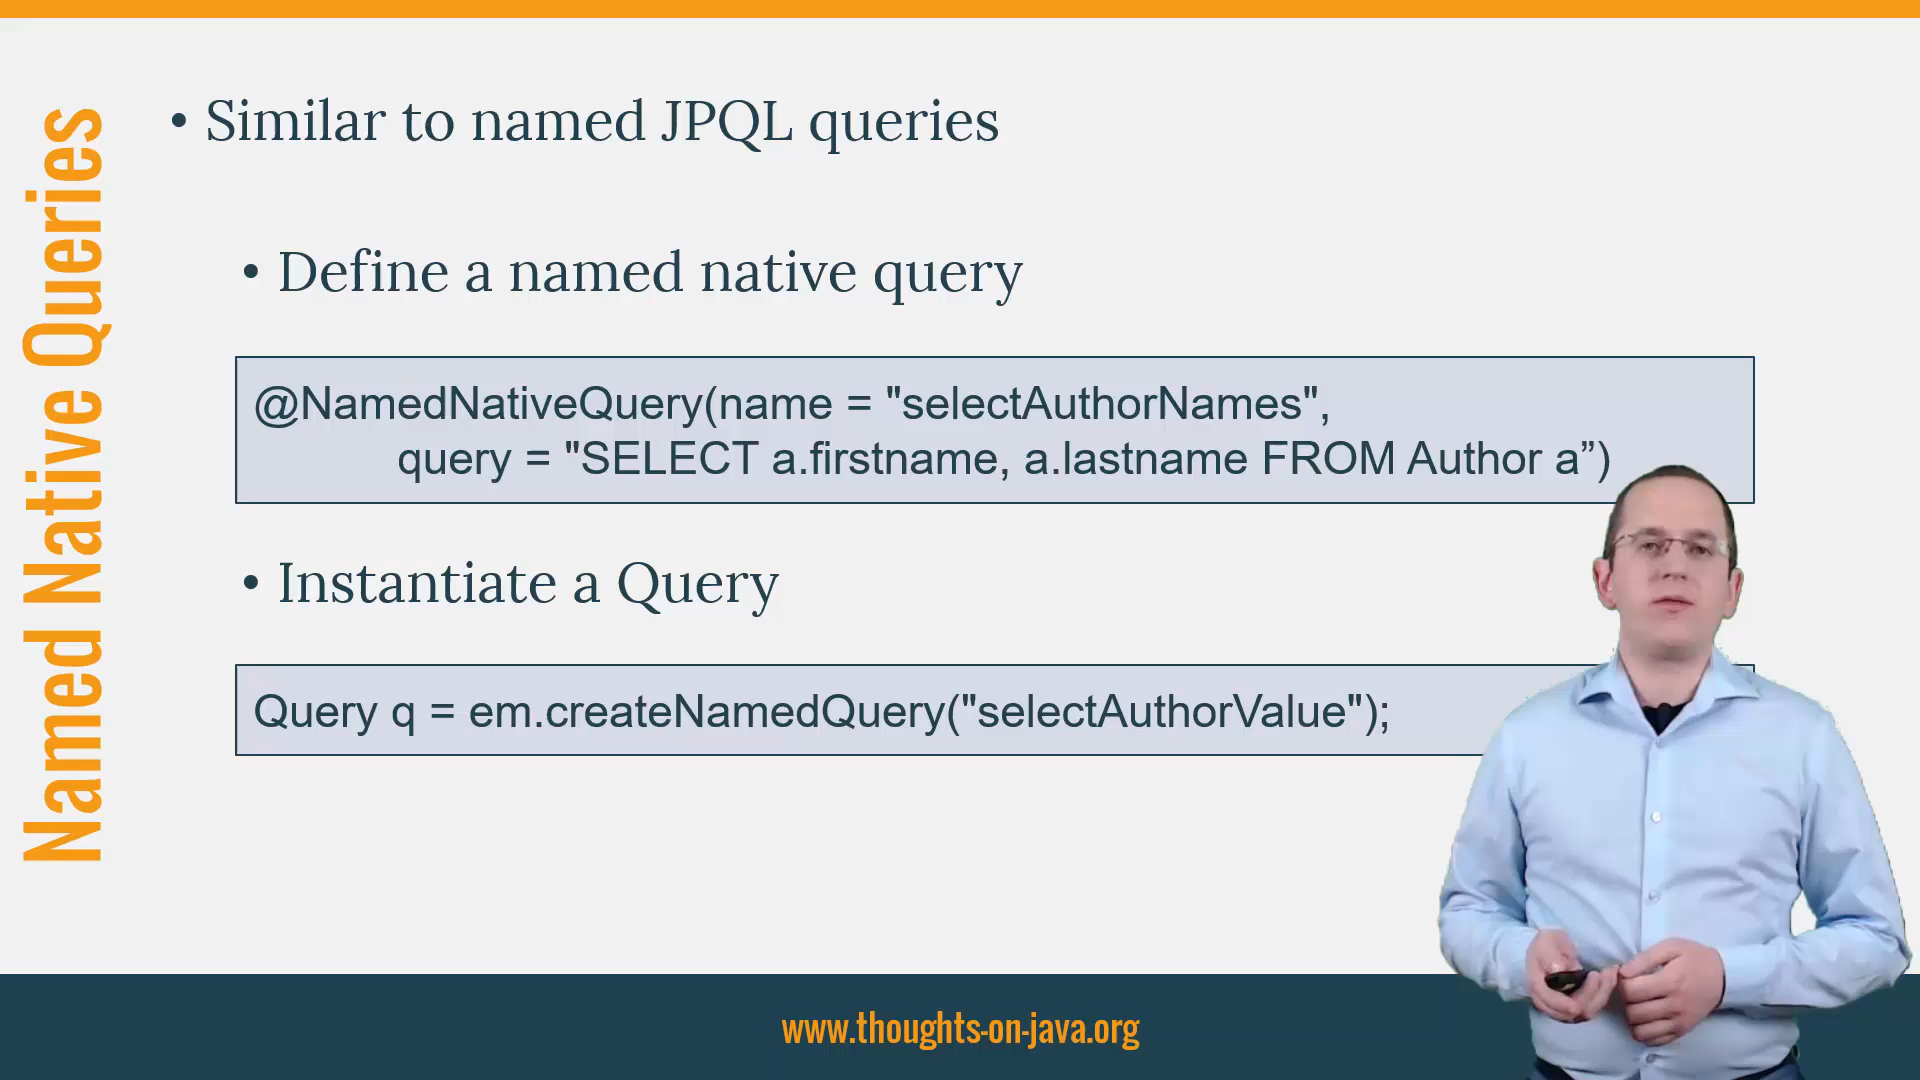 Named Native Queries
• Similar to named JPQL queries
• Define a named native query
@NamedNativeQuery(name = "selectAuthorNames",
query = "SELECT a.firstname, a.lastname FROM Author a”)
• Instantiate a Query
Query q = em.createNamedQuery("selectAuthorValue");
www.thoughts-on-java.org